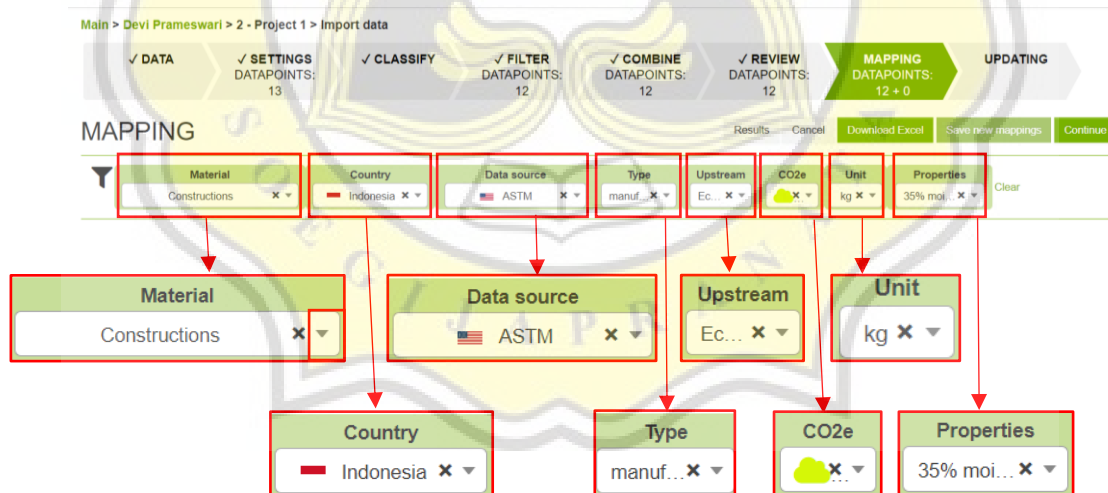 Main > Devi Prameswari > 2 - Project 1 > Import data
✓ DATA ✓ SETTINGS ✓ CLASSIFY ✓ FILTER ✓ COMBINE ✓ REVIEW MAPPING UPDATING
DATAPOINTS: DATAPOINTS: DATAPOINTS: DATAPOINTS: DATAPOINTS:
13 12 12 12 12 + 0
MAPPING Results Cancel Download Excel Save new mappings Continue
Material Country Data source Type Upstream CO2e Unit Properties
Constructions Indonesia ASTM manuf... Ec... kg 35% moi... Clear
Material Data source Upstream Unit
Constructions ASTM Ec... kg
Country Type CO2e Properties
Indonesia manuf... ... 35% moi...
SOEGIJAPRANATA